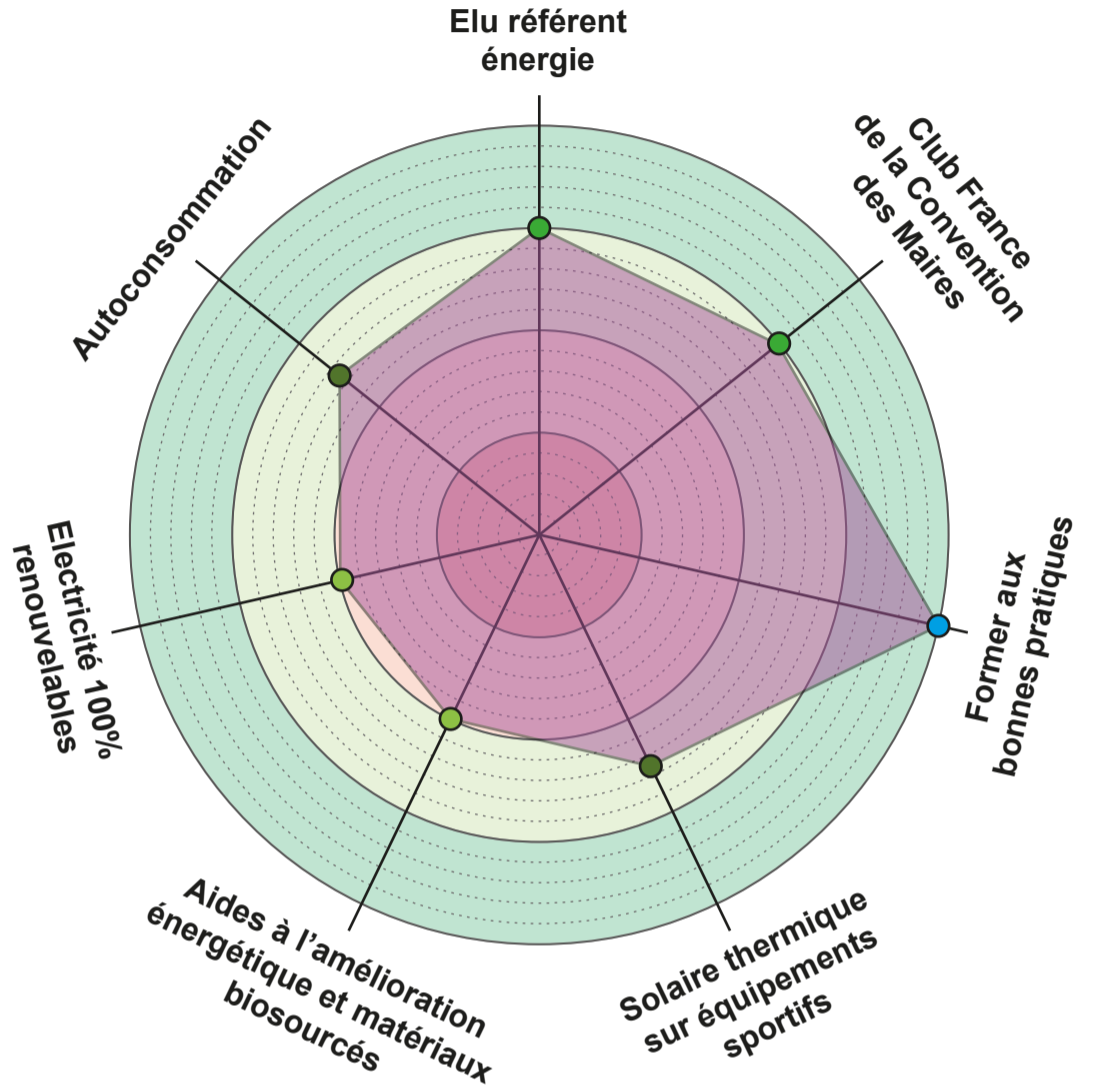 Elu référent
énergie
Club France
de la Convention
des Maires
Former aux
bonnes pratiques
Solaire thermique
sur équipements
sportifs
Aides à l’amélioration
énergétique et matériaux
biosourcés
Electricité 100%
renouvelables
Autoconsommation